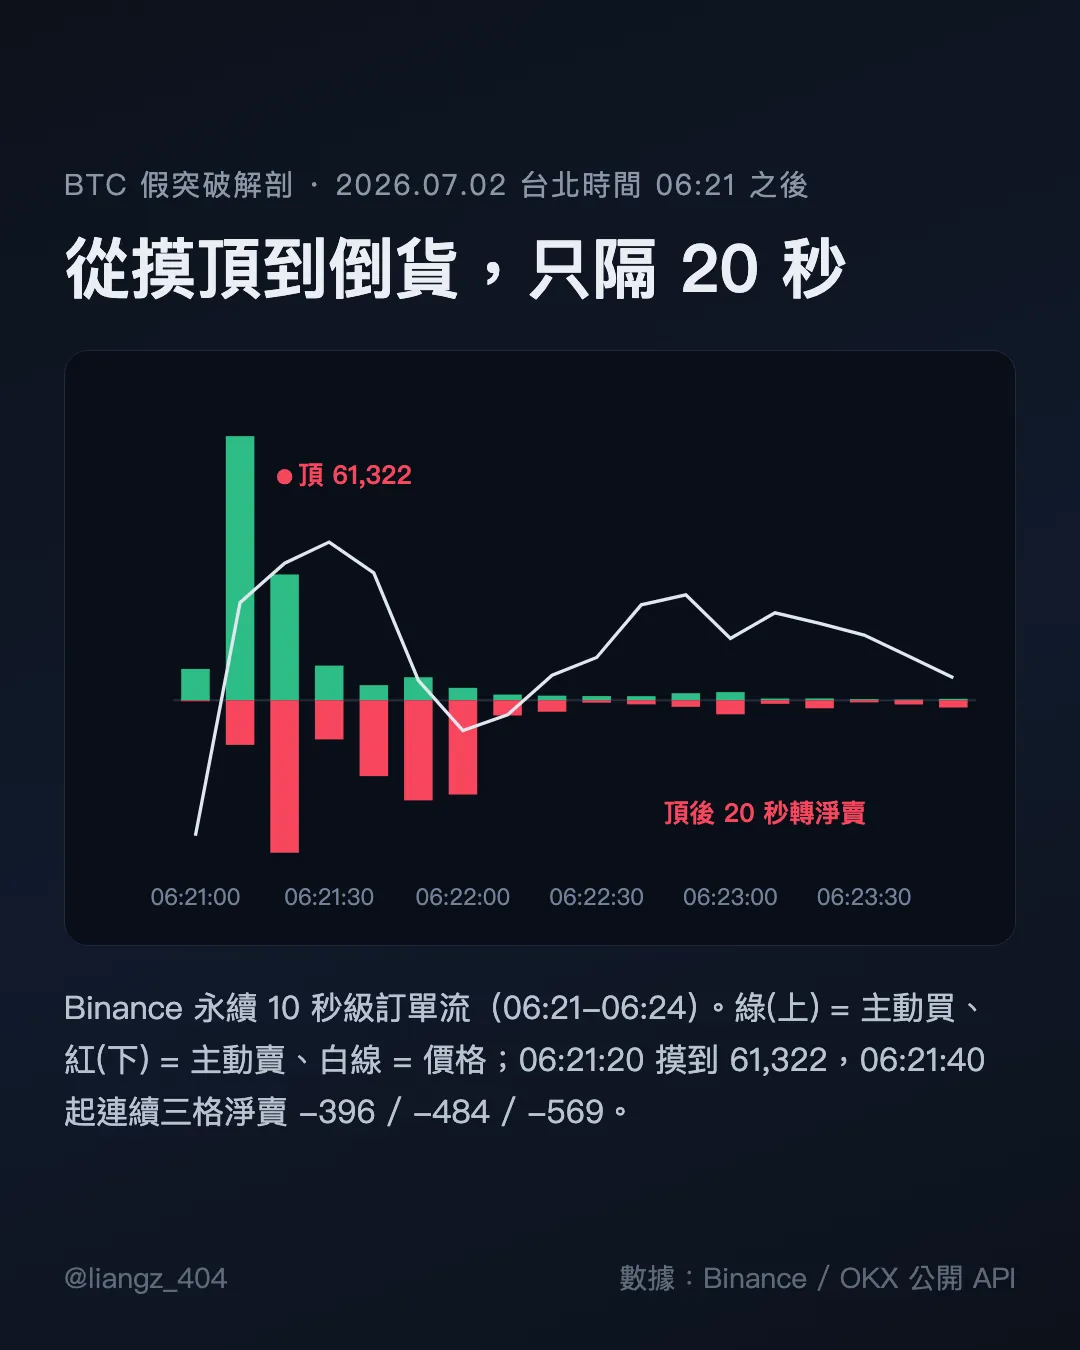 BTC 假突破解剖 · 2026.07.02 台北時間 06:21 之後
從摸頂到倒貨，只隔 20 秒
頂 61,322
頂後 20 秒轉淨賣
06:21:00 06:21:30 06:22:00 06:22:30 06:23:00 06:23:30
Binance 永續 10 秒級訂單流（06:21–06:24）。綠(上) = 主動買、
紅(下) = 主動賣、白線 = 價格；06:21:20 摸到 61,322，06:21:40
起連續三格淨賣 −396 / −484 / −569。
@liangz_404
數據：Binance / OKX 公開 API